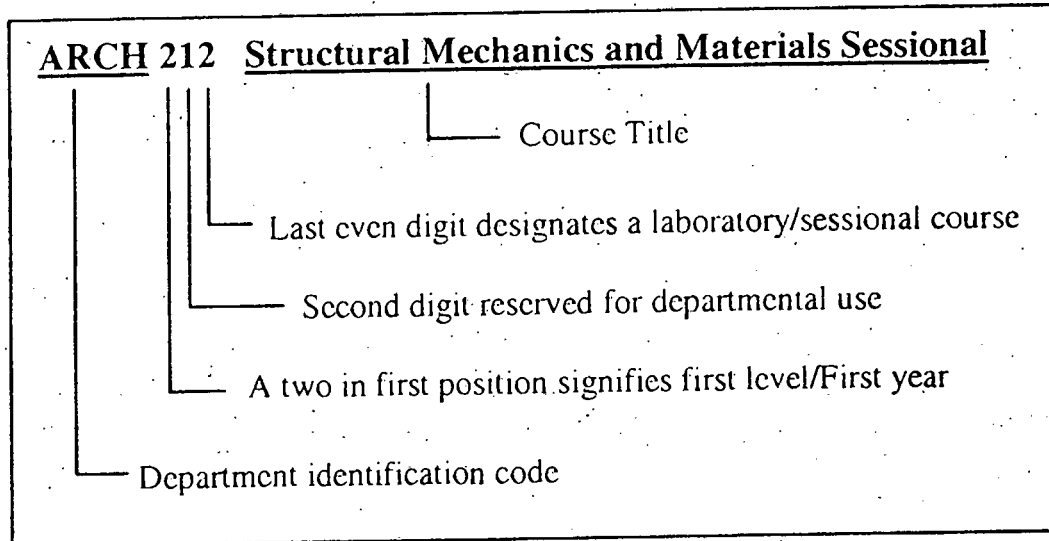 ARCH 212 Structural Mechanics and Materials Sessional
Course Title
Last even digit designates a laboratory/sessional course
Second digit reserved for departmental use
A two in first position signifies first level/First year
Department identification code